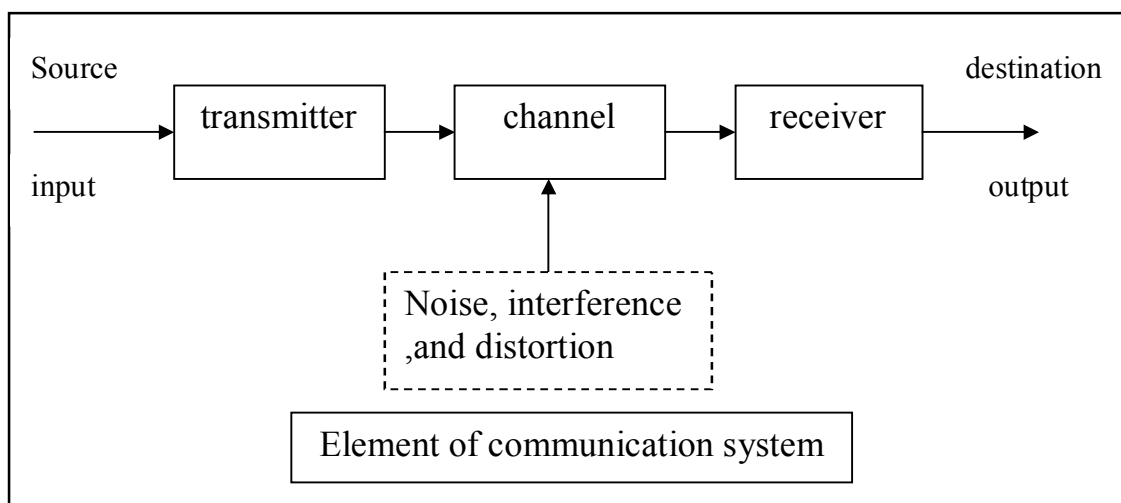 Source
destination
transmitter
channel
receiver
input
output
Noise, interference
,and distortion
Element of communication system